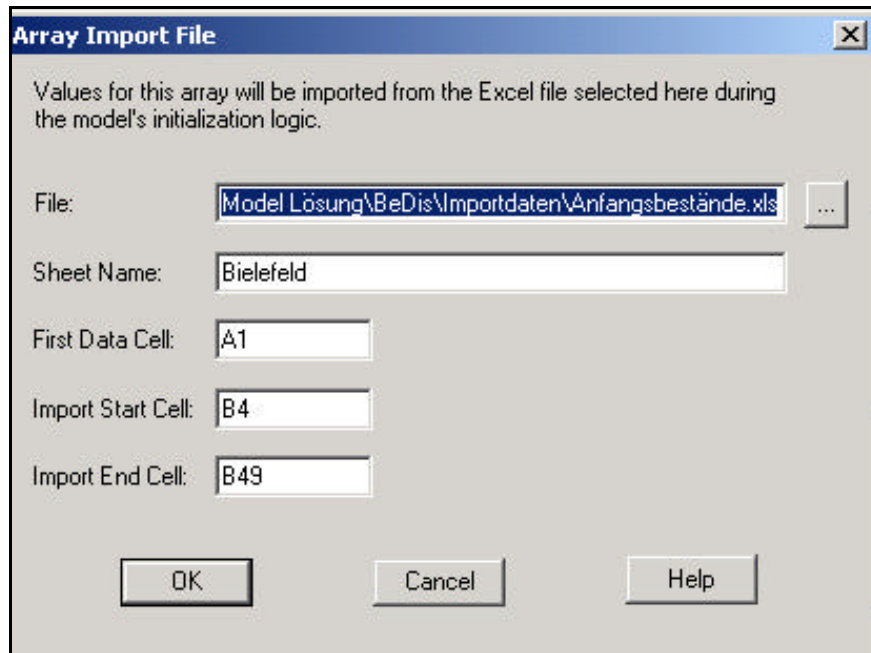 Array Import File
Values for this array will be imported from the Excel file selected here during
the model's initialization logic.
File: Model Lösung\BeDis\Importdaten\Anfangsbestände.xls ...
Sheet Name: Bielefeld
First Data Cell: A1
Import Start Cell: B4
Import End Cell: B49
OK Cancel Help